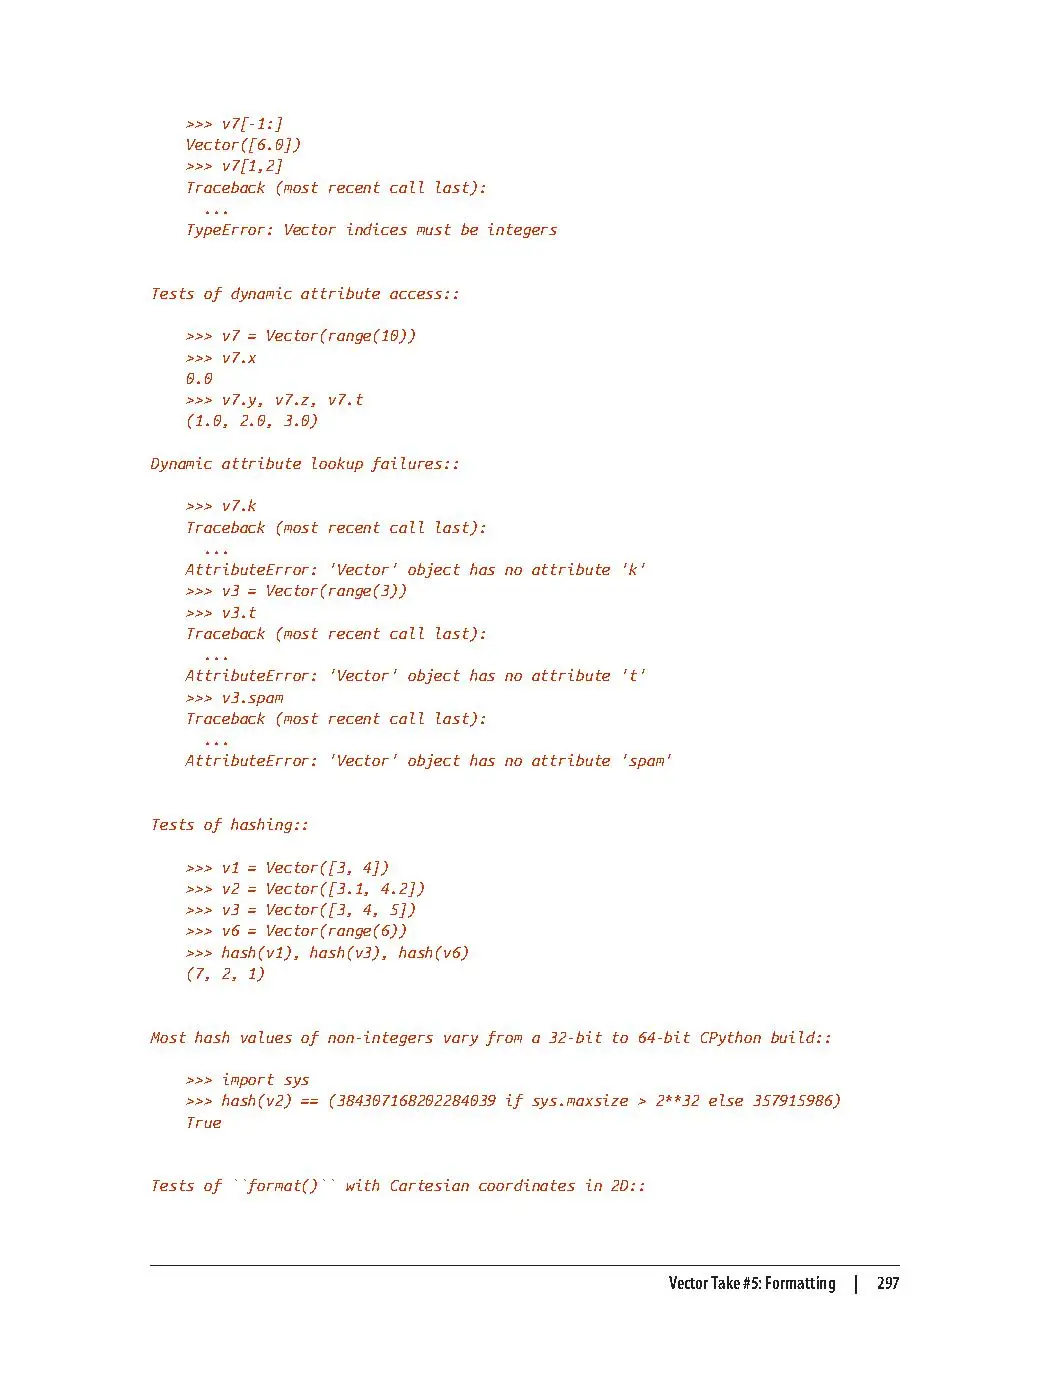 >>> v7[-1:]
Vector([6.0])
>>> v7[1,2]
Traceback (most recent call last):
  ...
TypeError: Vector indices must be integers
Tests of dynamic attribute access::
>>> v7 = Vector(range(10))
>>> v7.x
0.0
>>> v7.y, v7.z, v7.t
(1.0, 2.0, 3.0)
Dynamic attribute lookup failures::
>>> v7.k
Traceback (most recent call last):
  ...
AttributeError: 'Vector' object has no attribute 'k'
>>> v3 = Vector(range(3))
>>> v3.t
Traceback (most recent call last):
  ...
AttributeError: 'Vector' object has no attribute 't'
>>> v3.spam
Traceback (most recent call last):
  ...
AttributeError: 'Vector' object has no attribute 'spam'
Tests of hashing::
>>> v1 = Vector([3, 4])
>>> v2 = Vector([3.1, 4.2])
>>> v3 = Vector([3, 4, 5])
>>> v6 = Vector(range(6))
>>> hash(v1), hash(v3), hash(v6)
(7, 2, 1)
Most hash values of non-integers vary from a 32-bit to 64-bit CPython build::
>>> import sys
>>> hash(v2) == (384307168202284039 if sys.maxsize > 2**32 else 357915986)
True
Tests of ``format()`` with Cartesian coordinates in 2D::
Vector Take #5: Formatting | 297